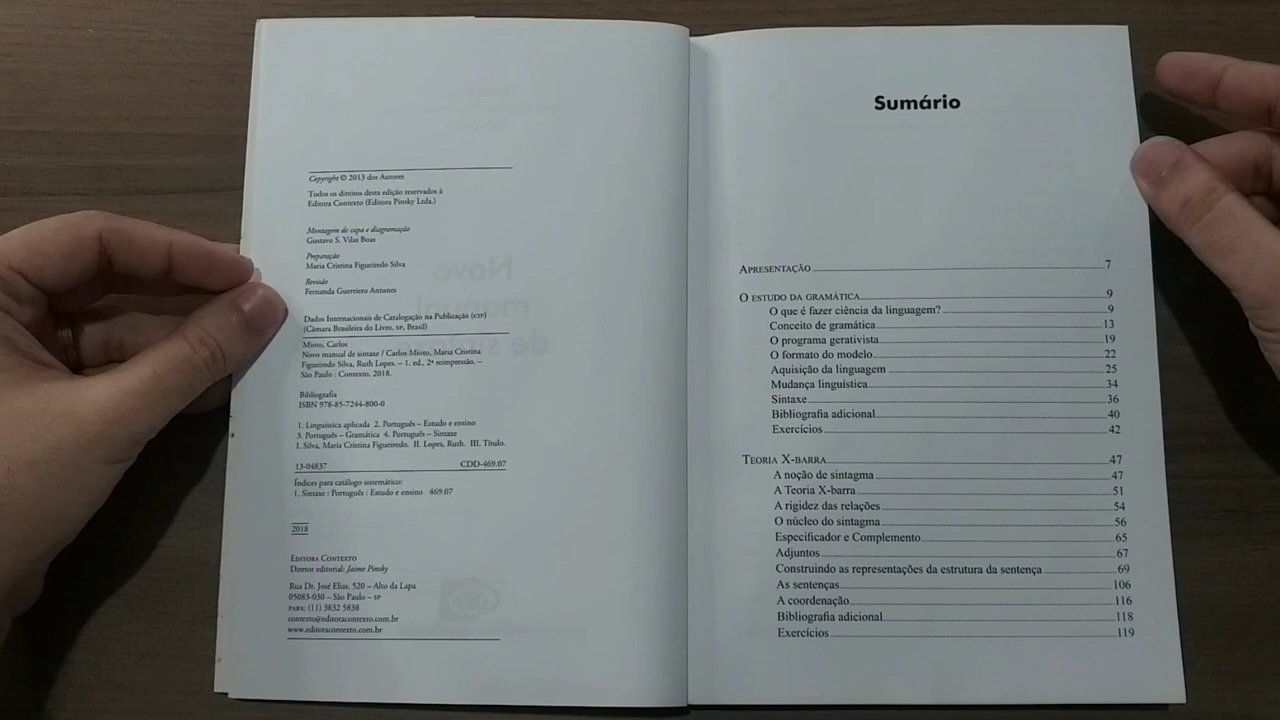 Copyright © 2013 dos Autores
Todos os direitos desta edição reservados à
Editora Contexto (Editora Pinsky Ltda.)
Montagem de capa e diagramação
Gustavo S. Vilas Boas
Preparação
Maria Cristina Figueiredo Silva
Revisão
Fernanda Guerriero Antunes
Dados Internacionais de Catalogação na Publicação (CIP)
(Câmara Brasileira do Livro, SP, Brasil)
Mioto, Carlos
Novo manual de sintaxe / Carlos Mioto, Maria Cristina
Figueiredo Silva, Ruth Lopes. – 1. ed., 2ª reimpressão. –
São Paulo : Contexto, 2018.
Bibliografia
ISBN 978-85-7244-800-0
1. Linguística aplicada 2. Português – Estudo e ensino
3. Português – Gramática 4. Português – Sintaxe
I. Silva, Maria Cristina Figueiredo. II. Lopes, Ruth. III. Título.
13-04837 CDD-469.07
Índices para catálogo sistemático:
1. Sintaxe : Português : Estudo e ensino 469.07
2018
EDITORA CONTEXTO
Diretor editorial: Jaime Pinsky
Rua Dr. José Elias, 520 – Alto da Lapa
05083-030 – São Paulo – SP
PABX: (11) 3832 5838
contexto@editoracontexto.com.br
www.editoracontexto.com.br
Sumário
APRESENTAÇÃO 7
O ESTUDO DA GRAMÁTICA 9
O que é fazer ciência da linguagem? 9
Conceito de gramática 13
O programa gerativista 19
O formato do modelo 22
Aquisição da linguagem 25
Mudança linguística 34
Sintaxe 36
Bibliografia adicional 40
Exercícios 42
TEORIA X-BARRA 47
A noção de sintagma 47
A Teoria X-barra 51
A rigidez das relações 54
O núcleo do sintagma 56
Especificador e Complemento 65
Adjuntos 67
Construindo as representações da estrutura da sentença 69
As sentenças 106
A coordenação 116
Bibliografia adicional 118
Exercícios 119